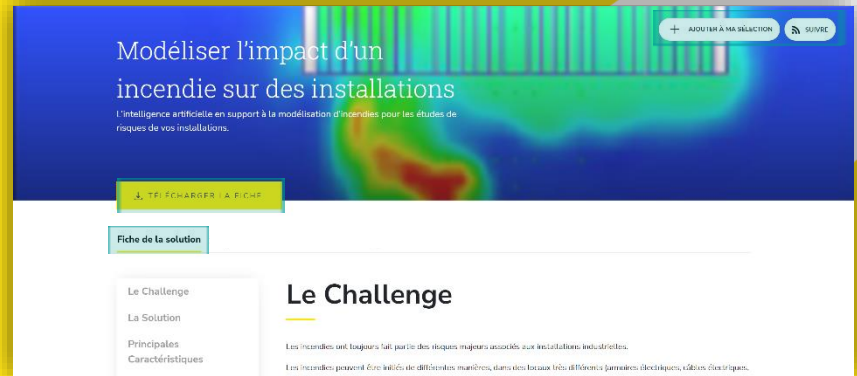 AJOUTER À MA SÉLECTION
SUIVRE
Modéliser l'impact d'un
incendie sur des installations
L'intelligence artificielle en support à la modélisation d'incendies pour les études de
risques de vos installations.
TÉLÉCHARGER LA FICHE
Fiche de la solution
Le Challenge
La Solution
Principales
Caractéristiques
Le Challenge
Les incendies ont toujours fait partie des risques majeurs associés aux installations industrielles.
Les incendies peuvent être initiés de différentes manières, dans des locaux très différents (armoires électriques, câbles électriques,